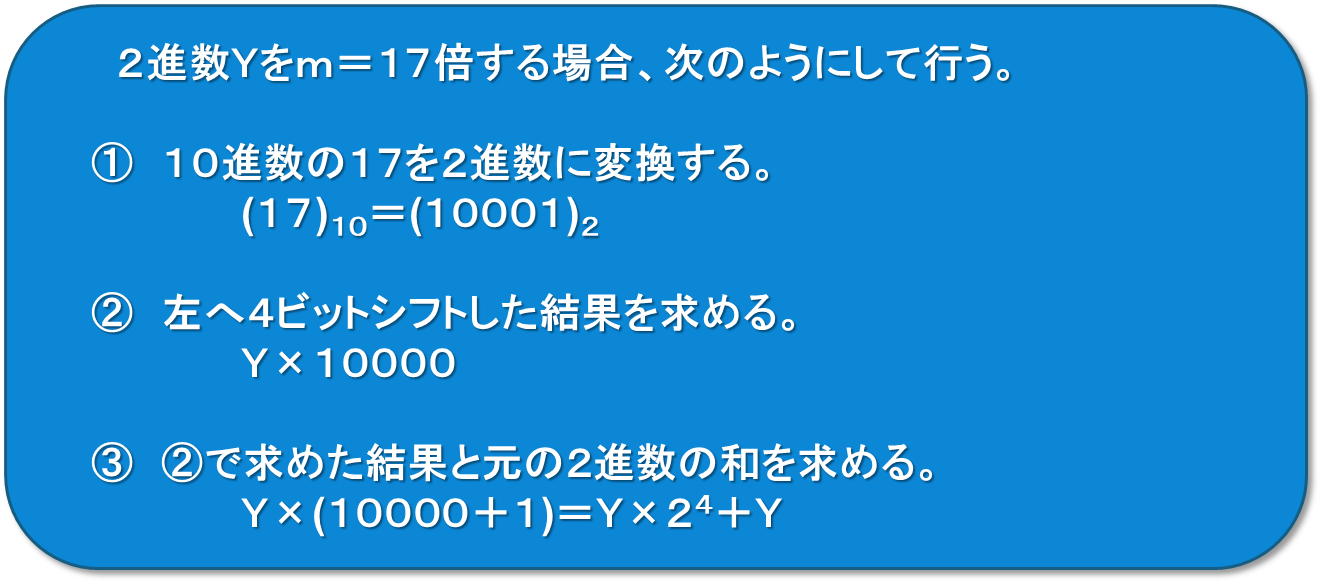 ２進数Yをm＝１７倍する場合、次のようにして行う。
①　１０進数の１７を２進数に変換する。
(１７)₁₀＝(１０００１)₂
②　左へ４ビットシフトした結果を求める。
Y×１００００
③　②で求めた結果と元の２進数の和を求める。
Y×(１００００＋１)＝Y×２⁴＋Y